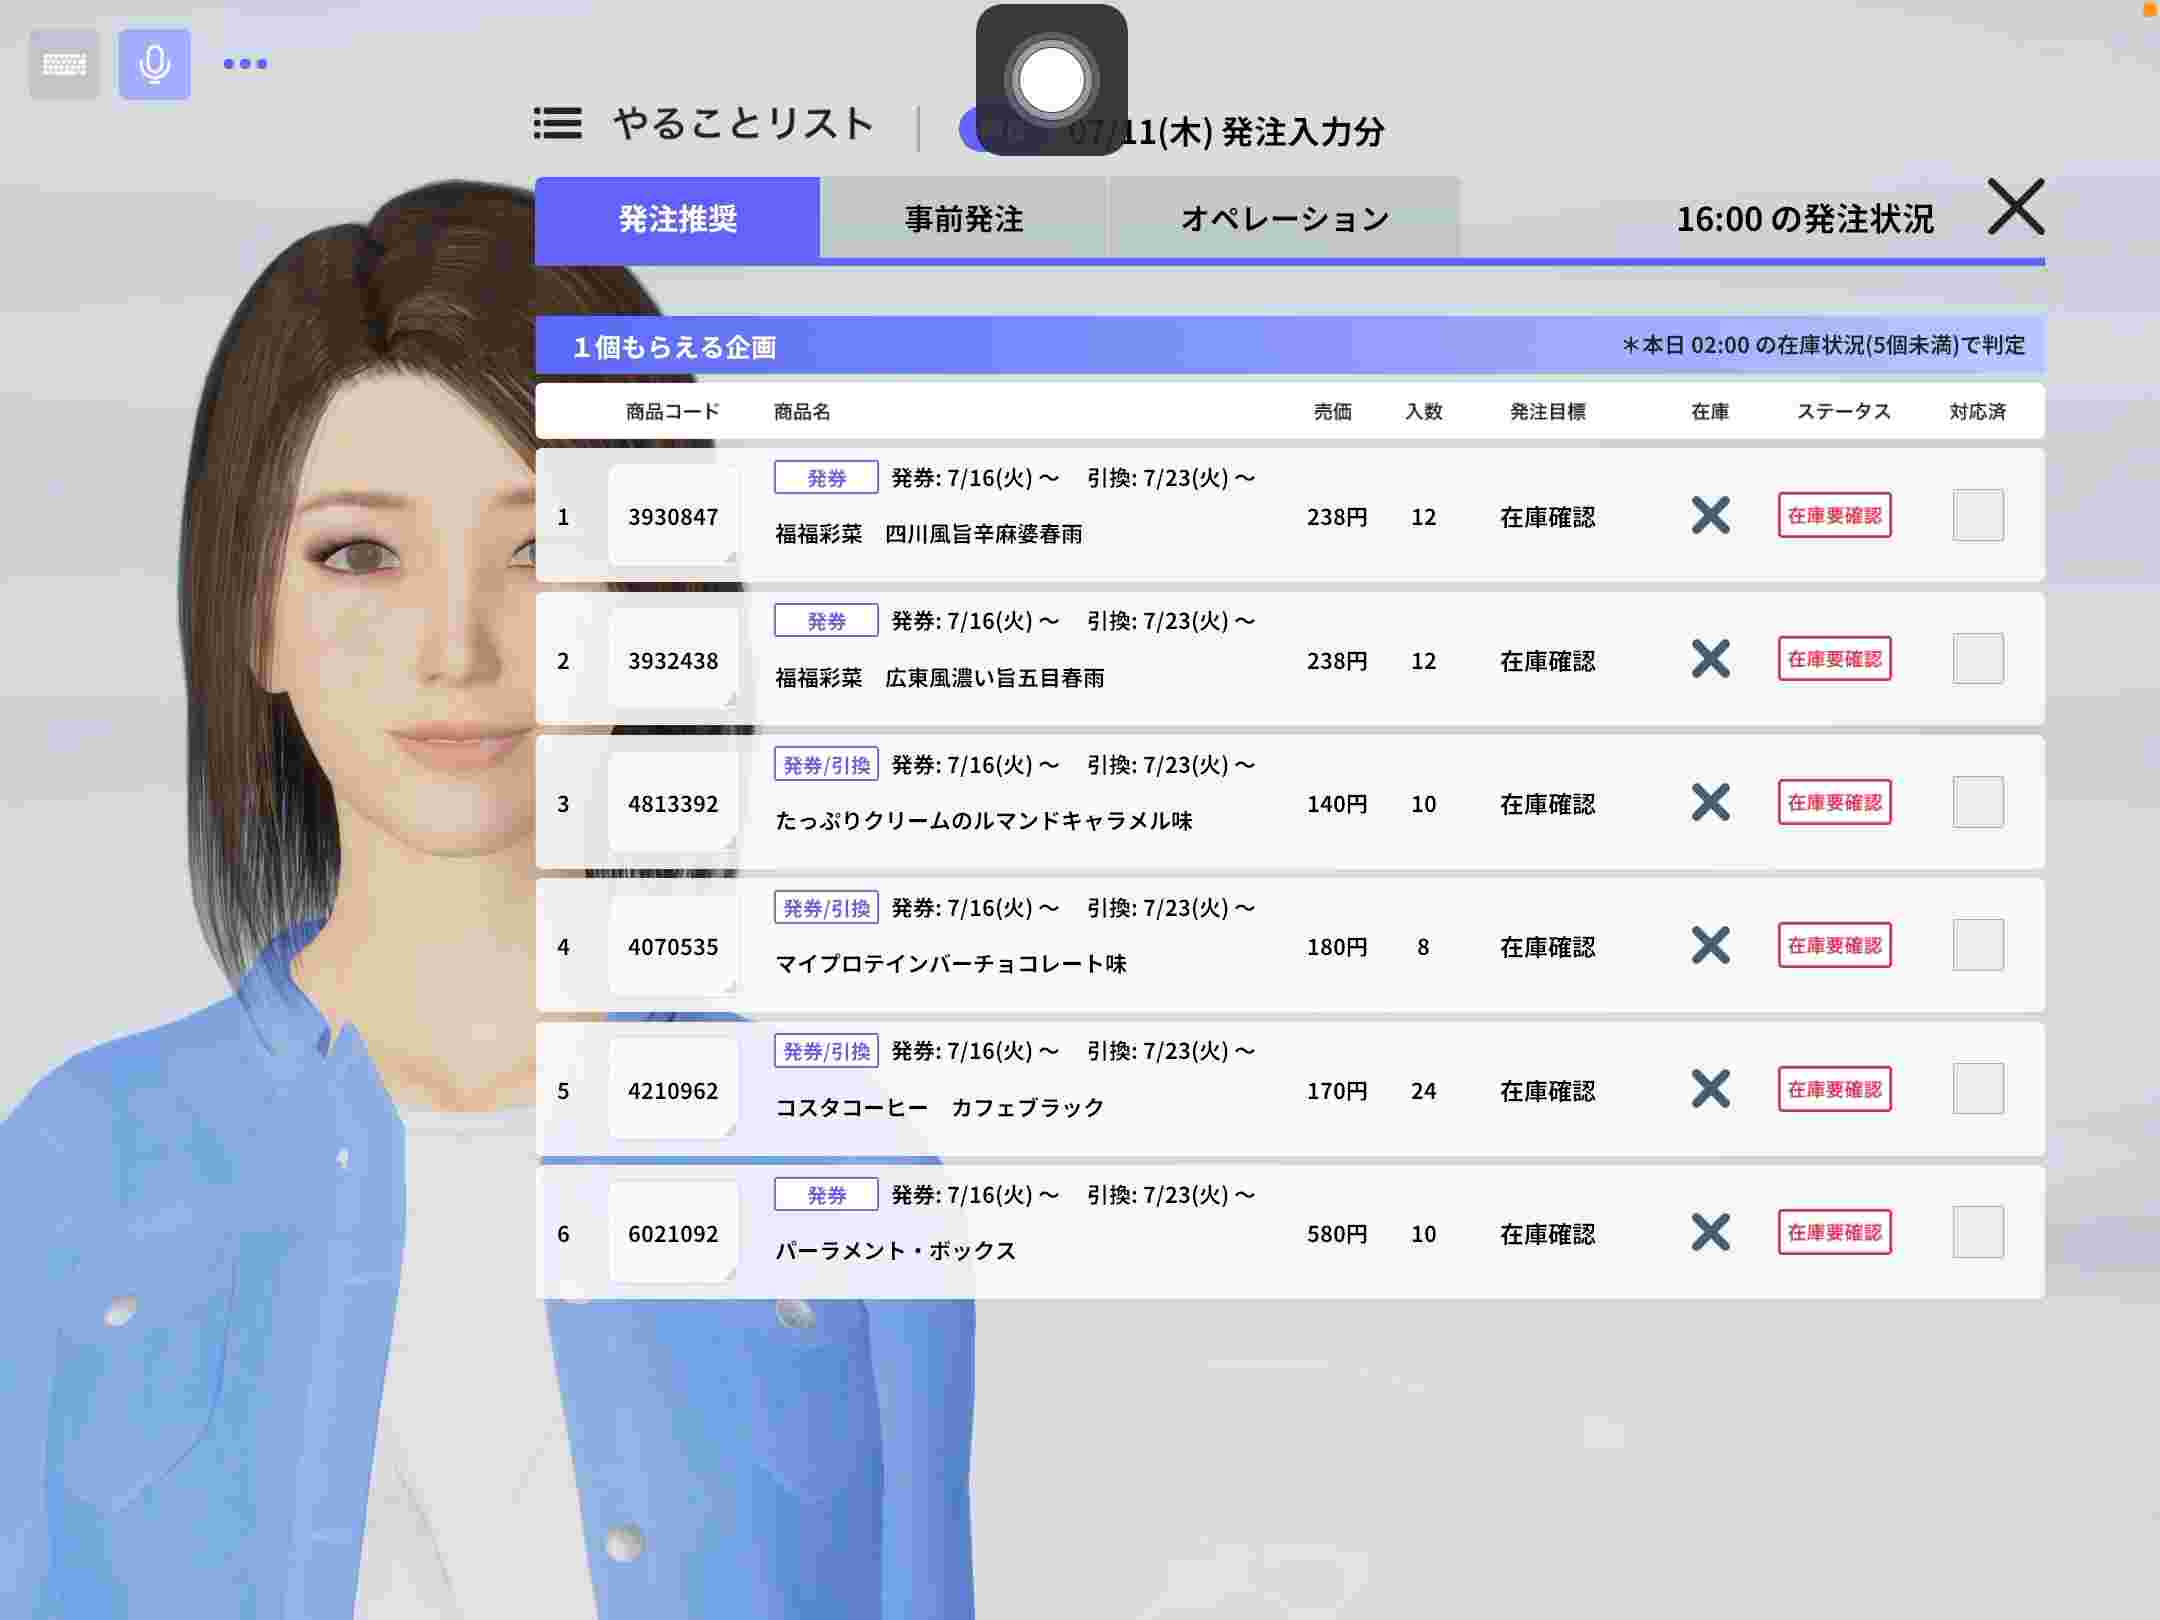 やることリスト
07/11(木) 発注入力分
発注推奨
事前発注
オペレーション
16:00 の発注状況
1個もらえる企画
＊本日 02:00 の在庫状況(5個未満)で判定
商品コード 商品名 売価 入数 発注目標 在庫 ステータス 対応済
発券 発券: 7/16(火) ～ 引換: 7/23(火) ～
1 3930847 福福彩菜　四川風旨辛麻婆春雨 238円 12 在庫確認 在庫要確認
発券 発券: 7/16(火) ～ 引換: 7/23(火) ～
2 3932438 福福彩菜　広東風濃い旨五目春雨 238円 12 在庫確認 在庫要確認
発券/引換 発券: 7/16(火) ～ 引換: 7/23(火) ～
3 4813392 たっぷりクリームのルマンドキャラメル味 140円 10 在庫確認 在庫要確認
発券/引換 発券: 7/16(火) ～ 引換: 7/23(火) ～
4 4070535 マイプロテインバーチョコレート味 180円 8 在庫確認 在庫要確認
発券/引換 発券: 7/16(火) ～ 引換: 7/23(火) ～
5 4210962 コスタコーヒー　カフェブラック 170円 24 在庫確認 在庫要確認
発券 発券: 7/16(火) ～ 引換: 7/23(火) ～
6 6021092 パーラメント・ボックス 580円 10 在庫確認 在庫要確認